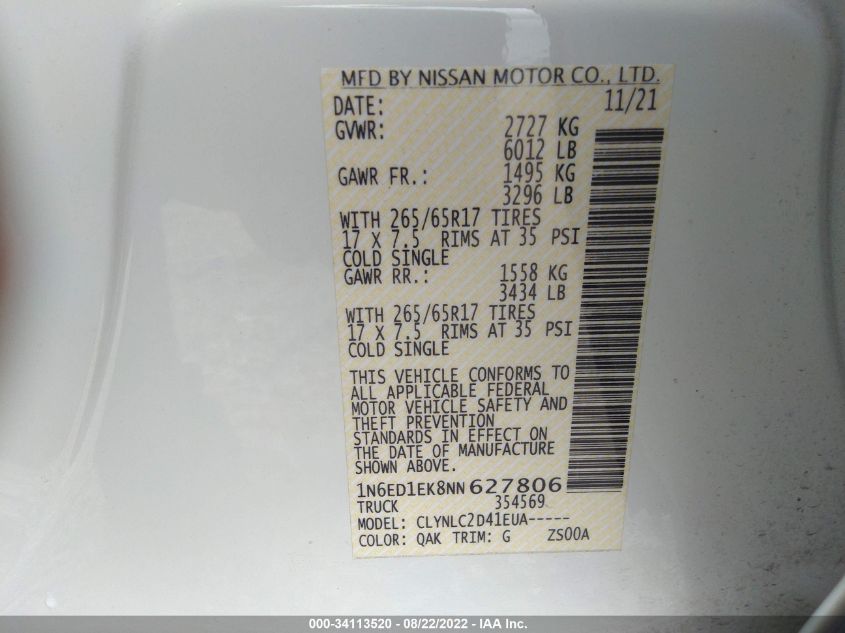 MFD BY NISSAN MOTOR CO., LTD.
DATE: 11/21
GVWR: 2727 KG
6012 LB
GAWR FR.: 1495 KG
3296 LB
WITH 265/65R17 TIRES
17 X 7.5 RIMS AT 35 PSI
COLD SINGLE
GAWR RR.: 1558 KG
3434 LB
WITH 265/65R17 TIRES
17 X 7.5 RIMS AT 35 PSI
COLD SINGLE
THIS VEHICLE CONFORMS TO
ALL APPLICABLE FEDERAL
MOTOR VEHICLE SAFETY AND
THEFT PREVENTION
STANDARDS IN EFFECT ON
THE DATE OF MANUFACTURE
SHOWN ABOVE.
1N6ED1EK8NN627806
TRUCK 354569
MODEL: CLYNLC2D41EUA-----
COLOR: QAK TRIM: G ZS00A
000-34113520 - 08/22/2022 - IAA Inc.